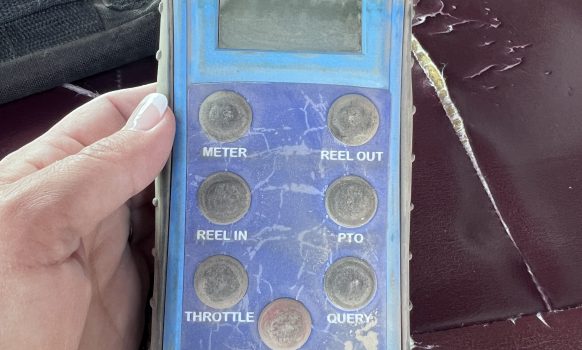 METER REEL OUT
REEL IN PTO
THROTTLE QUERY